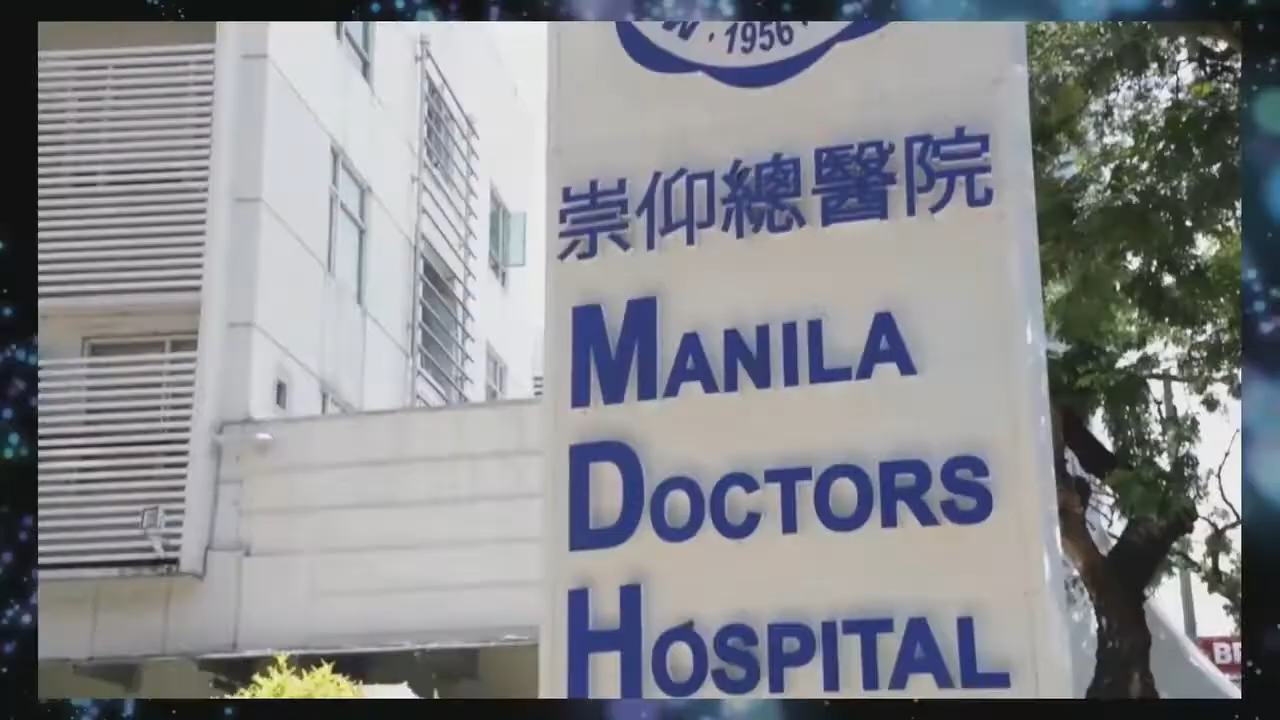 1956
崇仰總醫院
MANILA
DOCTORS
HOSPITAL